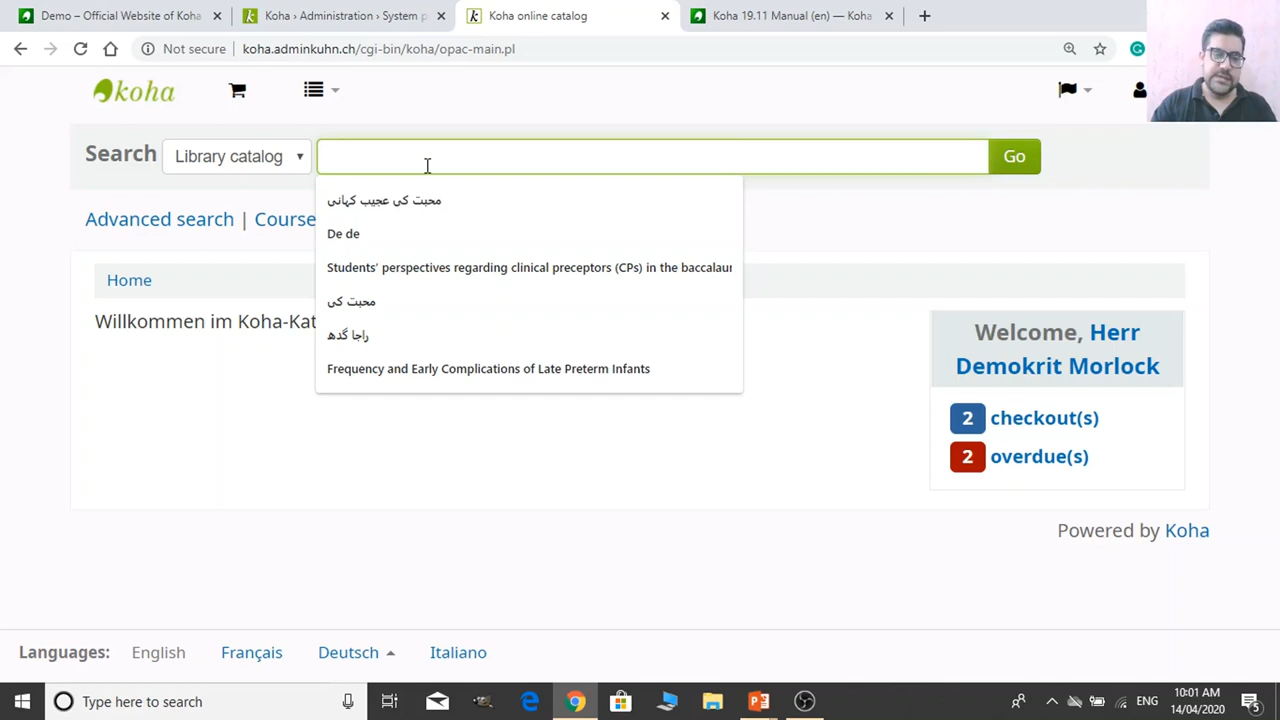 Demo – Official Website of Koha
Koha › Administration › System p
Koha online catalog
Koha 19.11 Manual (en) — Koha
Not secure
koha.adminkuhn.ch/cgi-bin/koha/opac-main.pl
koha
Search
Library catalog
Go
محبت کی عجیب کہانی
De de
Students' perspectives regarding clinical preceptors (CPs) in the baccalaur
محبت کی
راجا گدھ
Frequency and Early Complications of Late Preterm Infants
Advanced search | Course
Home
Willkommen im Koha-Kat
Welcome, Herr
Demokrit Morlock
2 checkout(s)
2 overdue(s)
Powered by Koha
Languages: English Français Deutsch Italiano
Type here to search
ENG
10:01 AM
14/04/2020
5